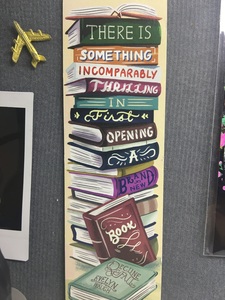 THERE IS
SOMETHING
INCOMPARABLY
THRILLING
IN
First
OPENING
A
BRAND
NEW
BOOK